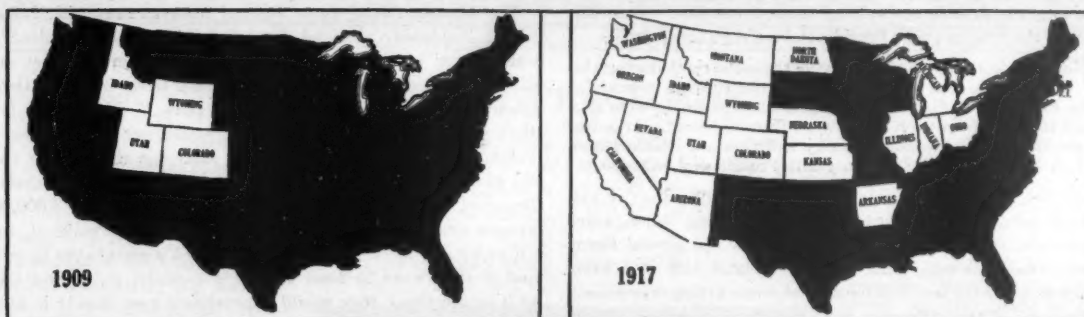 IDAHO
WYOMING
UTAH
COLORADO
1909
WASHINGTON
OREGON
MONTANA
IDAHO
NORTH
DAKOTA
WYOMING
NEVADA
UTAH
COLORADO
CALIFORNIA
ARIZONA
NEBRASKA
KANSAS
ILLINOIS
INDIANA
OHIO
ARKANSAS
R.I.
1917